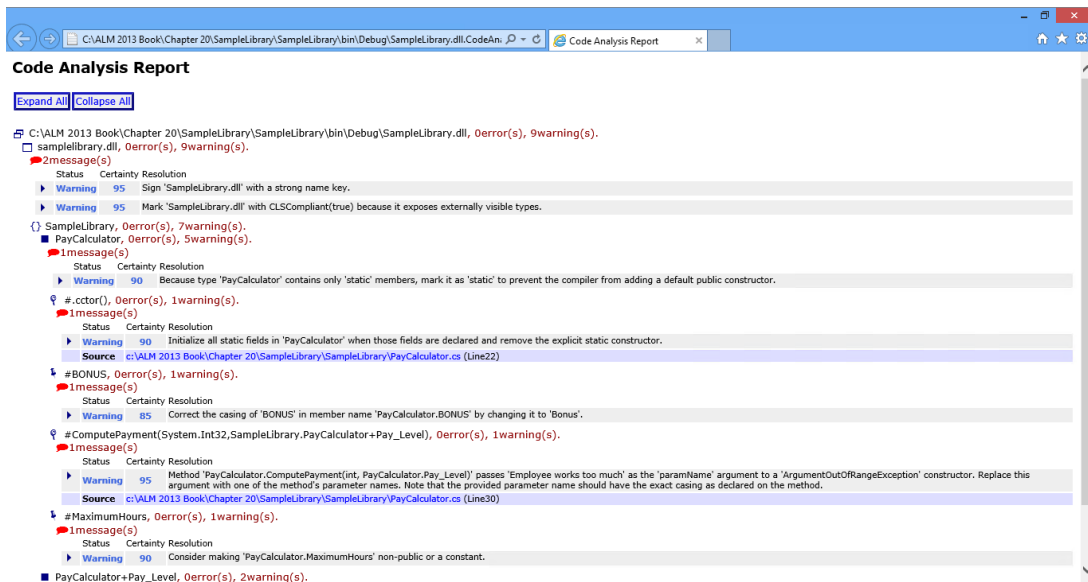 C:\ALM 2013 Book\Chapter 20\SampleLibrary\SampleLibrary\bin\Debug\SampleLibrary.dll.CodeAn
Code Analysis Report
Code Analysis Report
Expand All Collapse All
C:\ALM 2013 Book\Chapter 20\SampleLibrary\SampleLibrary\bin\Debug\SampleLibrary.dll, 0error(s), 9warning(s).
samplelibrary.dll, 0error(s), 9warning(s).
2message(s)
Status Certainty Resolution
Warning 95 Sign 'SampleLibrary.dll' with a strong name key.
Warning 95 Mark 'SampleLibrary.dll' with CLSCompliant(true) because it exposes externally visible types.
{} SampleLibrary, 0error(s), 7warning(s).
PayCalculator, 0error(s), 5warning(s).
1message(s)
Status Certainty Resolution
Warning 90 Because type 'PayCalculator' contains only 'static' members, mark it as 'static' to prevent the compiler from adding a default public constructor.
#.cctor(), 0error(s), 1warning(s).
1message(s)
Status Certainty Resolution
Warning 90 Initialize all static fields in 'PayCalculator' when those fields are declared and remove the explicit static constructor.
Source c:\ALM 2013 Book\Chapter 20\SampleLibrary\SampleLibrary\PayCalculator.cs (Line22)
#BONUS, 0error(s), 1warning(s).
1message(s)
Status Certainty Resolution
Warning 85 Correct the casing of 'BONUS' in member name 'PayCalculator.BONUS' by changing it to 'Bonus'.
#ComputePayment(System.Int32,SampleLibrary.PayCalculator+Pay_Level), 0error(s), 1warning(s).
1message(s)
Status Certainty Resolution
Warning 95 Method 'PayCalculator.ComputePayment(int, PayCalculator.Pay_Level)' passes 'Employee works too much' as the 'paramName' argument to a 'ArgumentOutOfRangeException' constructor. Replace this
argument with one of the method's parameter names. Note that the provided parameter name should have the exact casing as declared on the method.
Source c:\ALM 2013 Book\Chapter 20\SampleLibrary\SampleLibrary\PayCalculator.cs (Line30)
#MaximumHours, 0error(s), 1warning(s).
1message(s)
Status Certainty Resolution
Warning 90 Consider making 'PayCalculator.MaximumHours' non-public or a constant.
PayCalculator+Pay_Level, 0error(s), 2warning(s).